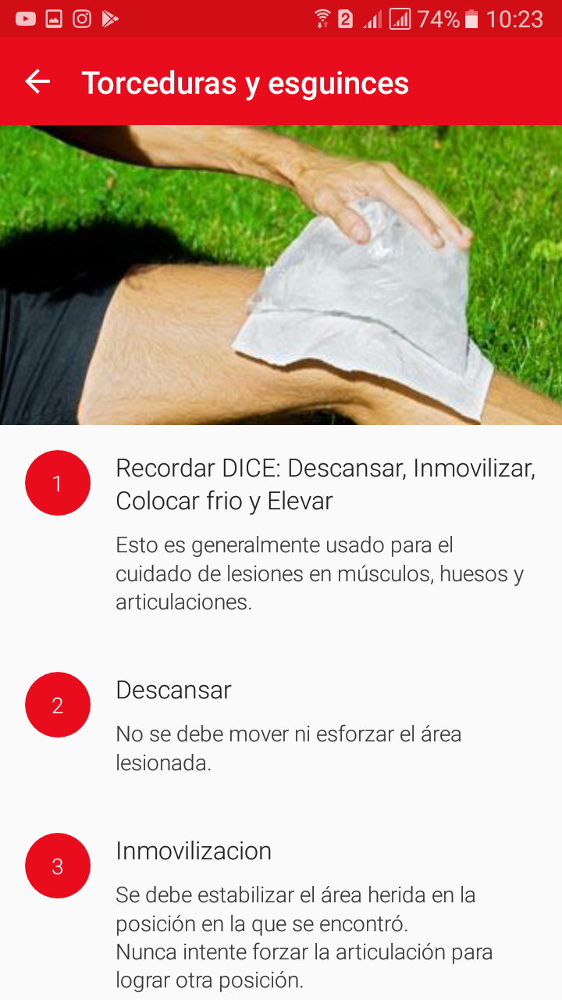 2 74% 10:23
Torceduras y esguinces
1
Recordar DICE: Descansar, Inmovilizar,
Colocar frio y Elevar
Esto es generalmente usado para el
cuidado de lesiones en músculos, huesos y
articulaciones.
2
Descansar
No se debe mover ni esforzar el área
lesionada.
3
Inmovilizacion
Se debe estabilizar el área herida en la
posición en la que se encontró.
Nunca intente forzar la articulación para
lograr otra posición.